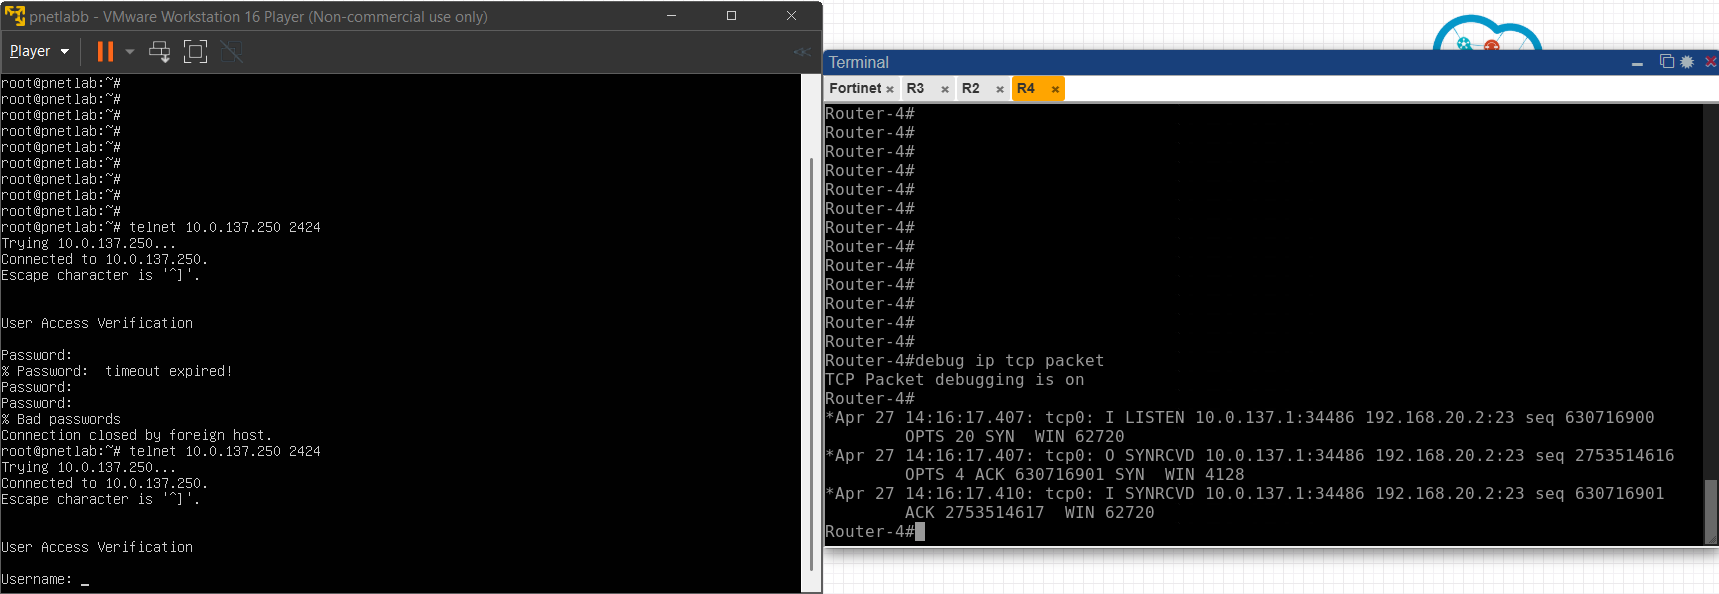 pnetlabb - VMware Workstation 16 Player (Non-commercial use only)
Player
root@pnetlab:~#
root@pnetlab:~#
root@pnetlab:~#
root@pnetlab:~#
root@pnetlab:~#
root@pnetlab:~#
root@pnetlab:~#
root@pnetlab:~#
root@pnetlab:~#
root@pnetlab:~# telnet 10.0.137.250 2424
Trying 10.0.137.250...
Connected to 10.0.137.250.
Escape character is '^]'.
User Access Verification
Password:
% Password:  timeout expired!
Password:
Password:
% Bad passwords
Connection closed by foreign host.
root@pnetlab:~# telnet 10.0.137.250 2424
Trying 10.0.137.250...
Connected to 10.0.137.250.
Escape character is '^]'.
User Access Verification
Username: _
Terminal
Fortinet × R3 × R2 × R4 ×
Router-4#
Router-4#
Router-4#
Router-4#
Router-4#
Router-4#
Router-4#
Router-4#
Router-4#
Router-4#
Router-4#
Router-4#
Router-4#
Router-4#debug ip tcp packet
TCP Packet debugging is on
Router-4#
*Apr 27 14:16:17.407: tcp0: I LISTEN 10.0.137.1:34486 192.168.20.2:23 seq 630716900
OPTS 20 SYN  WIN 62720
*Apr 27 14:16:17.407: tcp0: O SYNRCVD 10.0.137.1:34486 192.168.20.2:23 seq 2753514616
OPTS 4 ACK 630716901 SYN  WIN 4128
*Apr 27 14:16:17.410: tcp0: I SYNRCVD 10.0.137.1:34486 192.168.20.2:23 seq 630716901
ACK 2753514617  WIN 62720
Router-4#